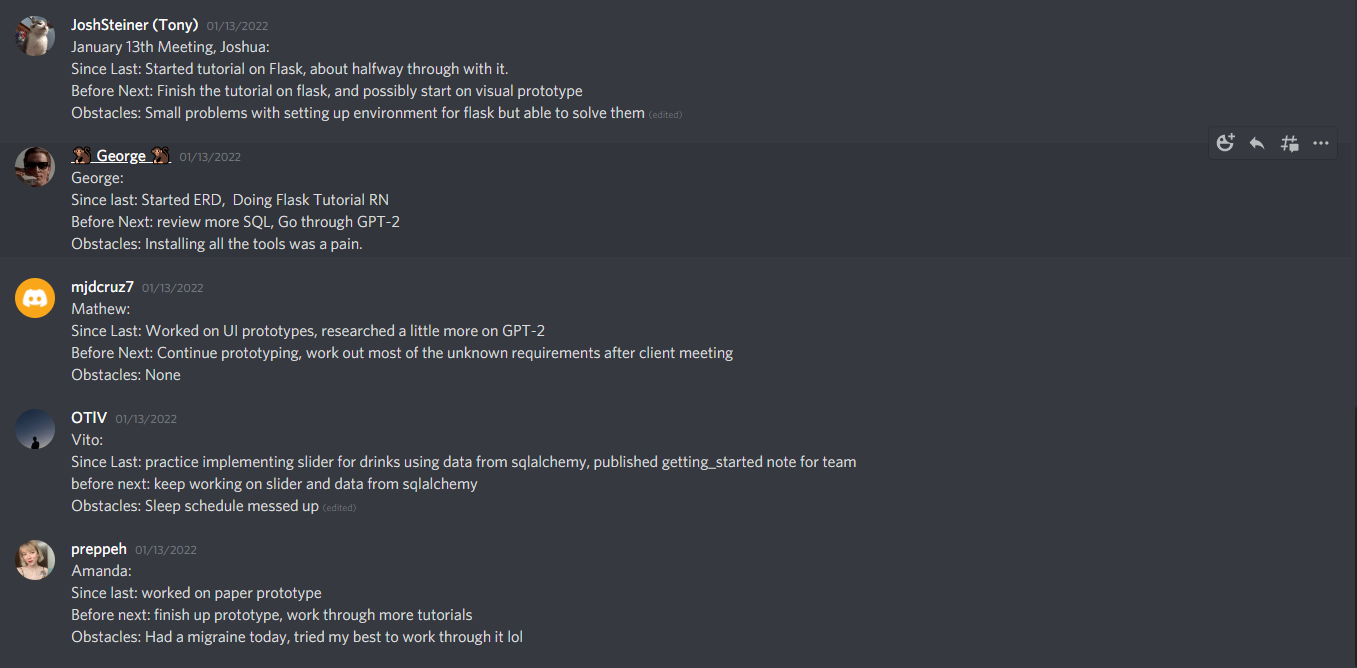 JoshSteiner (Tony) 01/13/2022
January 13th Meeting, Joshua:
Since Last: Started tutorial on Flask, about halfway through with it.
Before Next: Finish the tutorial on flask, and possibly start on visual prototype
Obstacles: Small problems with setting up environment for flask but able to solve them (edited)
🐒 George 🐒 01/13/2022
George:
Since last: Started ERD,  Doing Flask Tutorial RN
Before Next: review more SQL, Go through GPT-2
Obstacles: Installing all the tools was a pain.
mjdcruz7 01/13/2022
Mathew:
Since Last: Worked on UI prototypes, researched a little more on GPT-2
Before Next: Continue prototyping, work out most of the unknown requirements after client meeting
Obstacles: None
OTIV 01/13/2022
Vito:
Since Last: practice implementing slider for drinks using data from sqlalchemy, published getting_started note for team
before next: keep working on slider and data from sqlalchemy
Obstacles: Sleep schedule messed up (edited)
preppeh 01/13/2022
Amanda:
Since last: worked on paper prototype
Before next: finish up prototype, work through more tutorials
Obstacles: Had a migraine today, tried my best to work through it lol